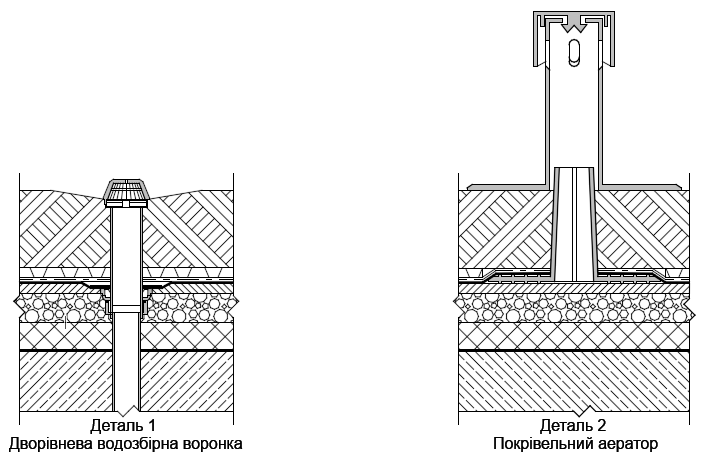 Деталь 1
Дворівнева водозбірна воронка
Деталь 2
Покрівельний аератор